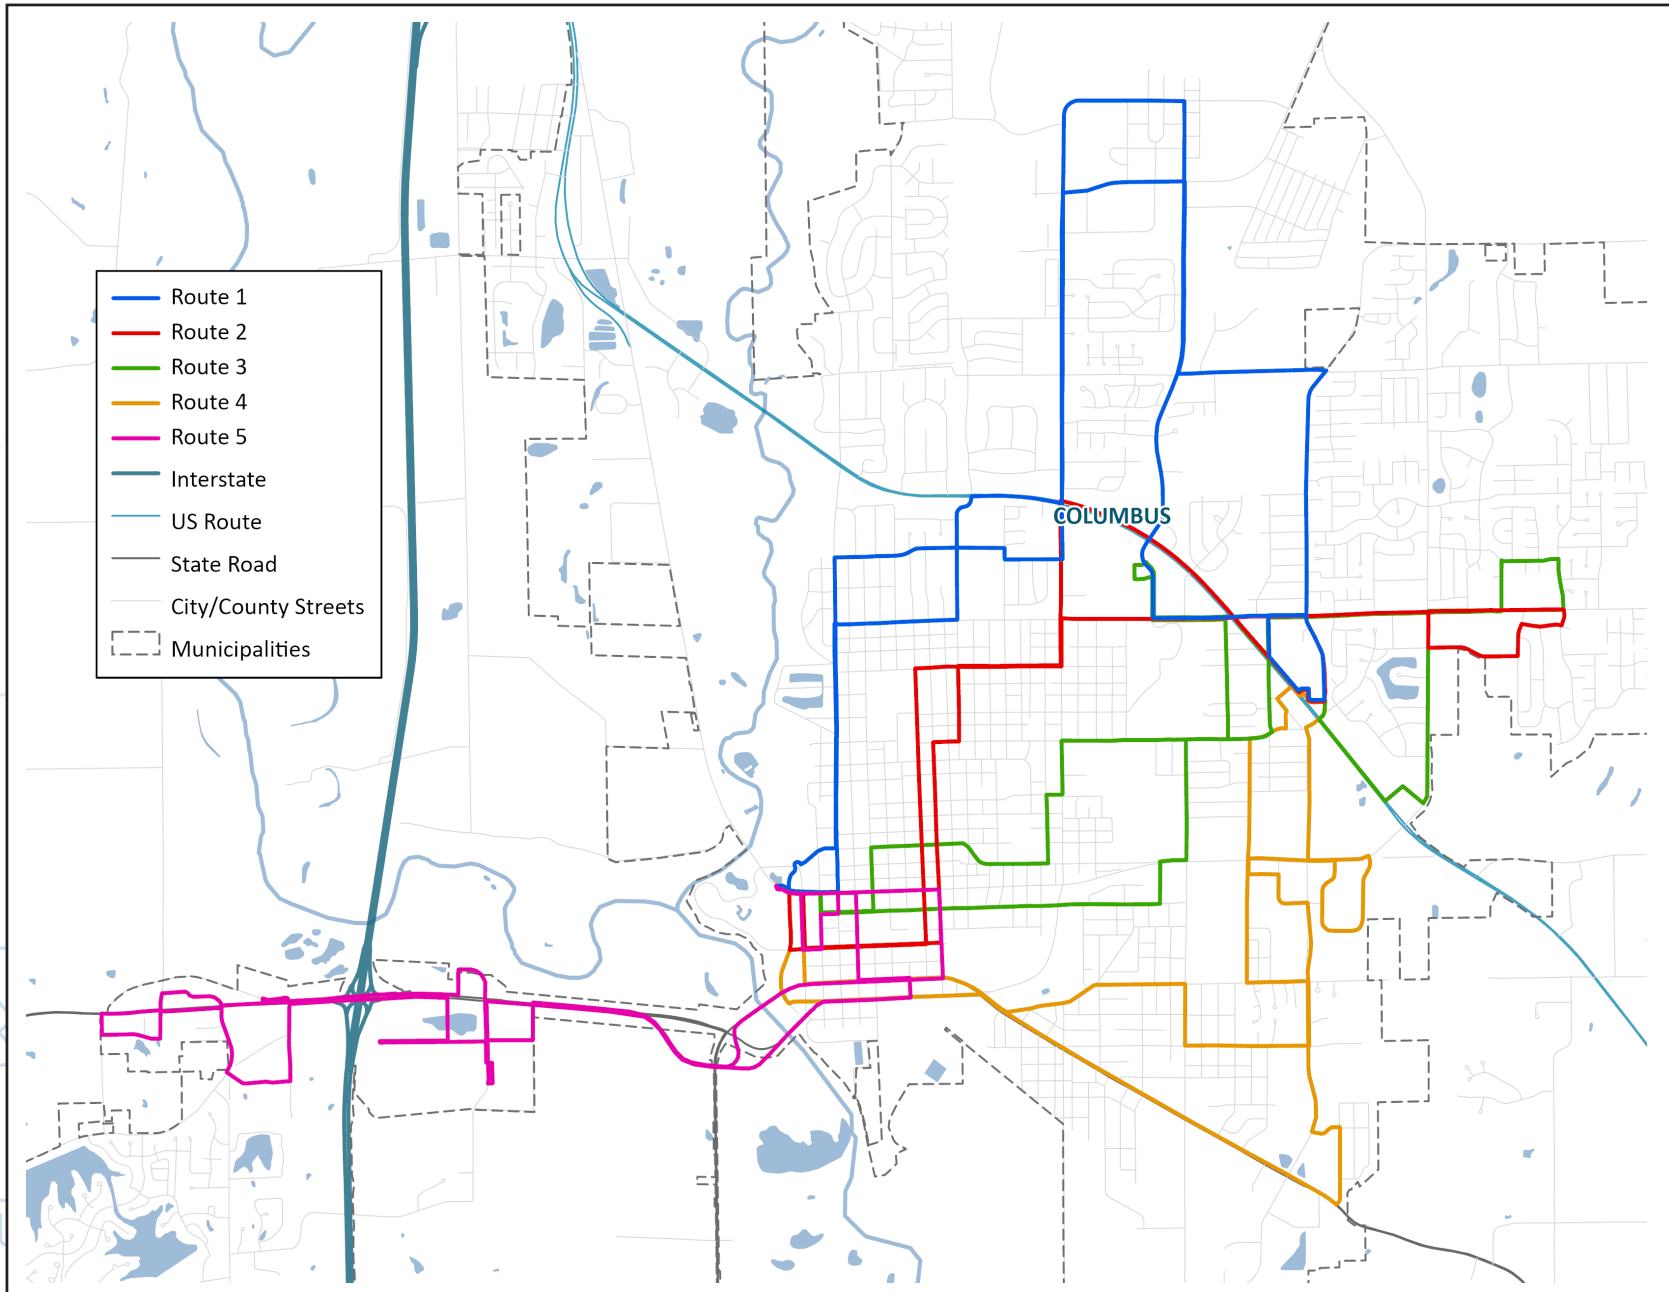 Route 1
Route 2
Route 3
Route 4
Route 5
Interstate
US Route
State Road
City/County Streets
Municipalities
COLUMBUS